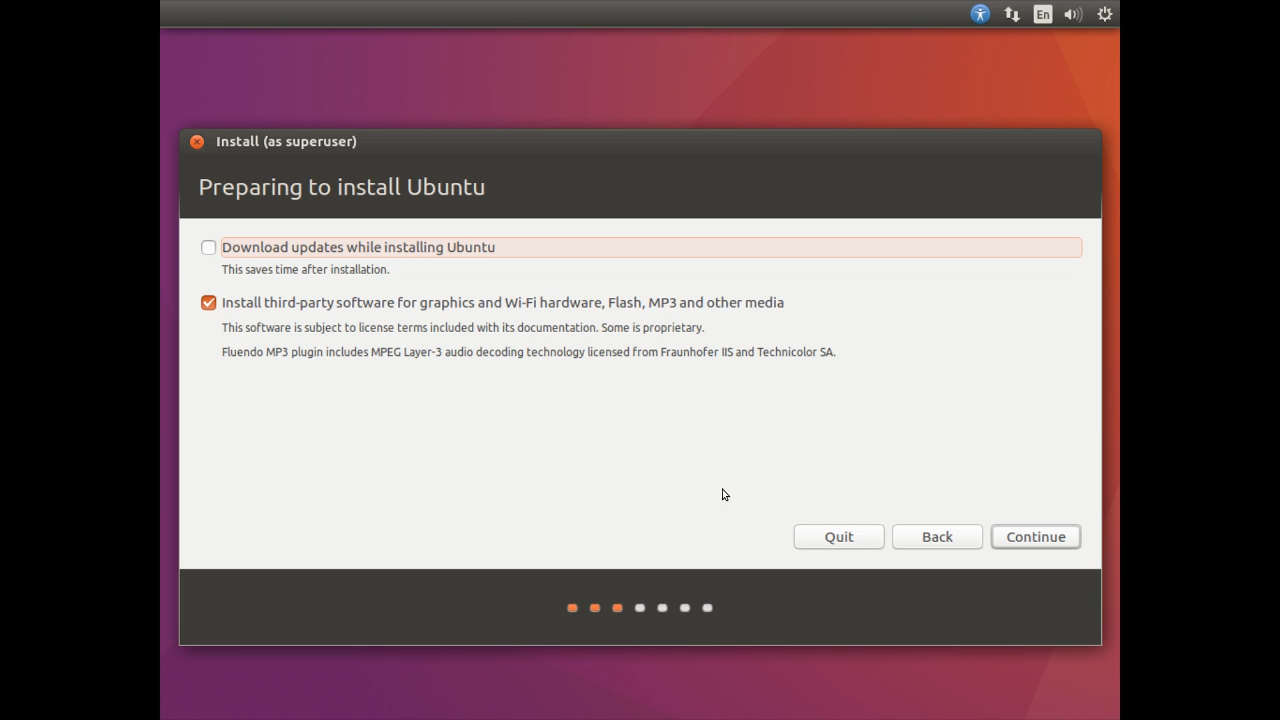 En
Install (as superuser)
Preparing to install Ubuntu
Download updates while installing Ubuntu
This saves time after installation.
Install third-party software for graphics and Wi-Fi hardware, Flash, MP3 and other media
This software is subject to license terms included with its documentation. Some is proprietary.
Fluendo MP3 plugin includes MPEG Layer-3 audio decoding technology licensed from Fraunhofer IIS and Technicolor SA.
Quit Back Continue